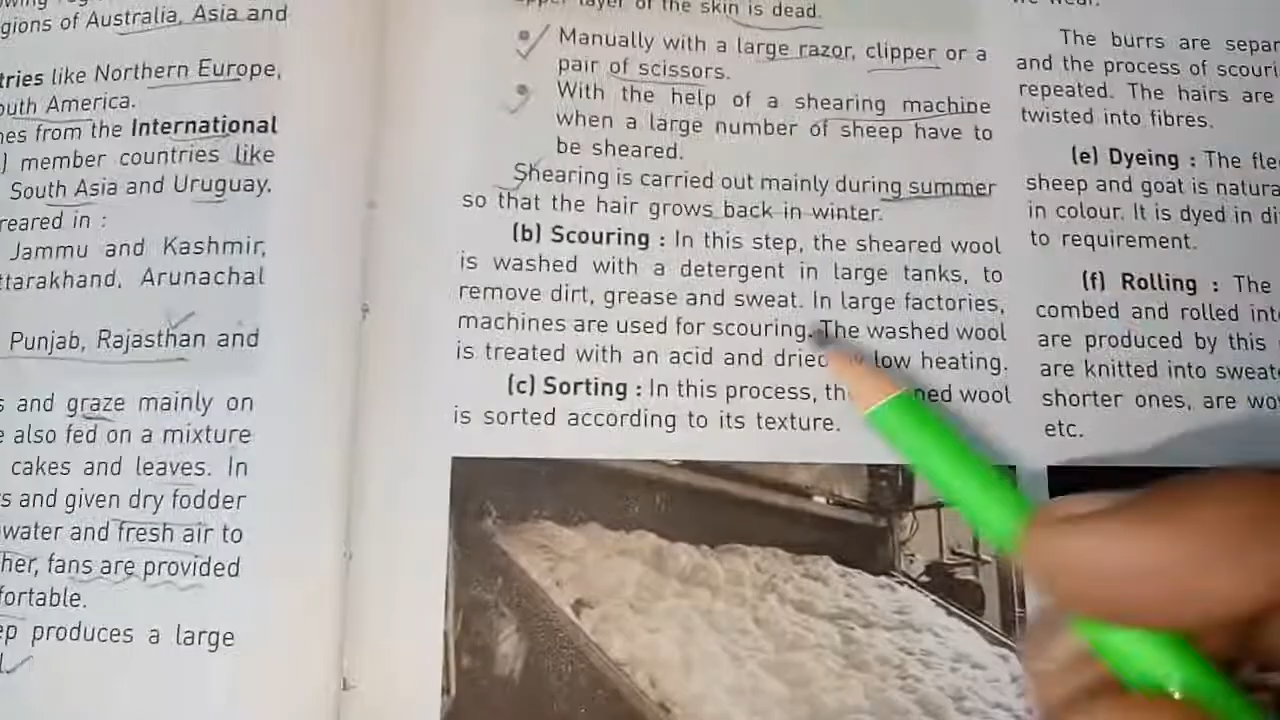 gions of Australia, Asia and
tries like Northern Europe,
outh America.
nes from the International
) member countries like
South Asia and Uruguay.
reared in :
Jammu and Kashmir,
ttarakhand, Arunachal
Punjab, Rajasthan and
s and graze mainly on
e also fed on a mixture
cakes and leaves. In
s and given dry fodder
water and fresh air to
her, fans are provided
fortable.
ep produces a large
upper layer of the skin is dead.
• Manually with a large razor, clipper or a
pair of scissors.
• With the help of a shearing machine
when a large number of sheep have to
be sheared.
Shearing is carried out mainly during summer
so that the hair grows back in winter.
(b) Scouring : In this step, the sheared wool
is washed with a detergent in large tanks, to
remove dirt, grease and sweat. In large factories,
machines are used for scouring. The washed wool
is treated with an acid and dried low heating.
(c) Sorting : In this process, wool
is sorted according to its texture.
we wear.
The burrs are separ
and the process of scouri
repeated. The hairs are
twisted into fibres.
(e) Dyeing : The fle
sheep and goat is natura
in colour. It is dyed in di
to requirement.
(f) Rolling : The
combed and rolled int
are produced by this
are knitted into sweat
shorter ones, are wo
etc.